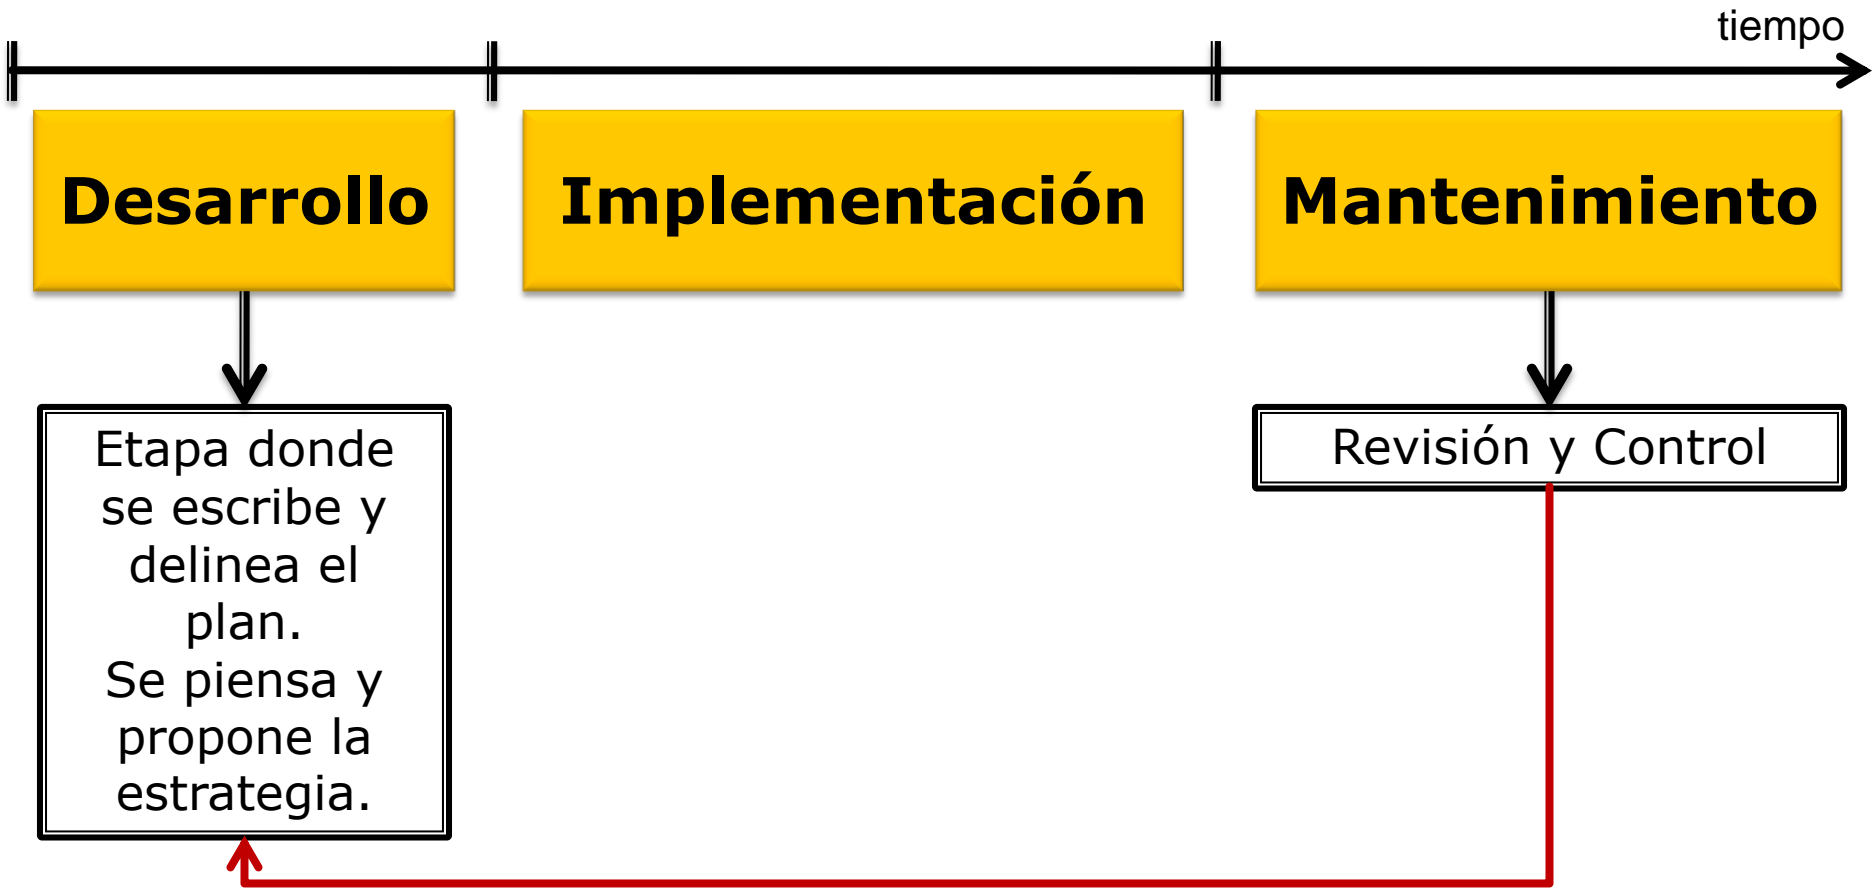 tiempo
Desarrollo
Implementación
Mantenimiento
Etapa donde
se escribe y
delinea el
plan.
Se piensa y
propone la
estrategia.
Revisión y Control